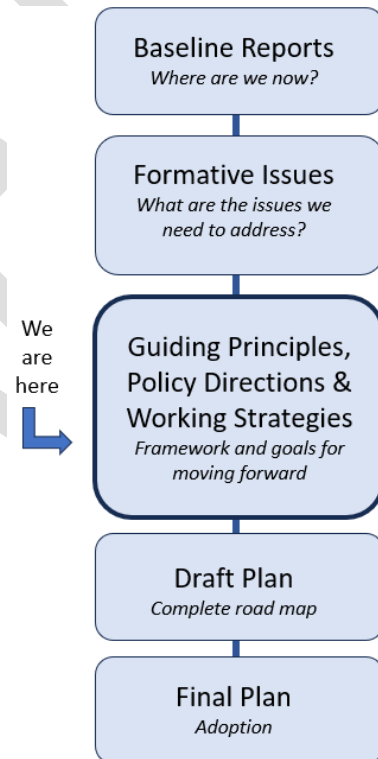 Baseline Reports
Where are we now?
Formative Issues
What are the issues we
need to address?
We
are
here
Guiding Principles,
Policy Directions &
Working Strategies
Framework and goals for
moving forward
Draft Plan
Complete road map
Final Plan
Adoption